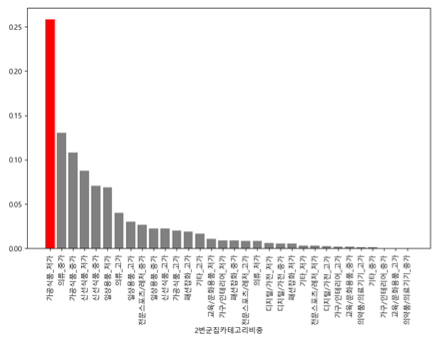 0.25
0.20
0.15
0.10
0.05
0.00
가공식품_저가
의류_중가
가공식품_중가
신선식품_저가
신선식품_중가
일상용품_저가
의류_고가
일상용품_고가
전문스포츠/레저_중가
일상용품_중가
신선식품_고가
가공식품_고가
패션잡화_고가
기타_고가
교육/문화용품_저가
가구/인테리어_저가
패션잡화_중가
전문스포츠/레저_고가
의류_저가
디지털/가전_저가
디지털/가전_중가
패션잡화_저가
기타_저가
전문스포츠/레저_저가
디지털/가전_고가
가구/인테리어_고가
교육/문화용품_중가
의약품/의료기기_고가
기타_중가
가구/인테리어_중가
교육/문화용품_고가
의약품/의료기기_중가
2번군집카테고리비중